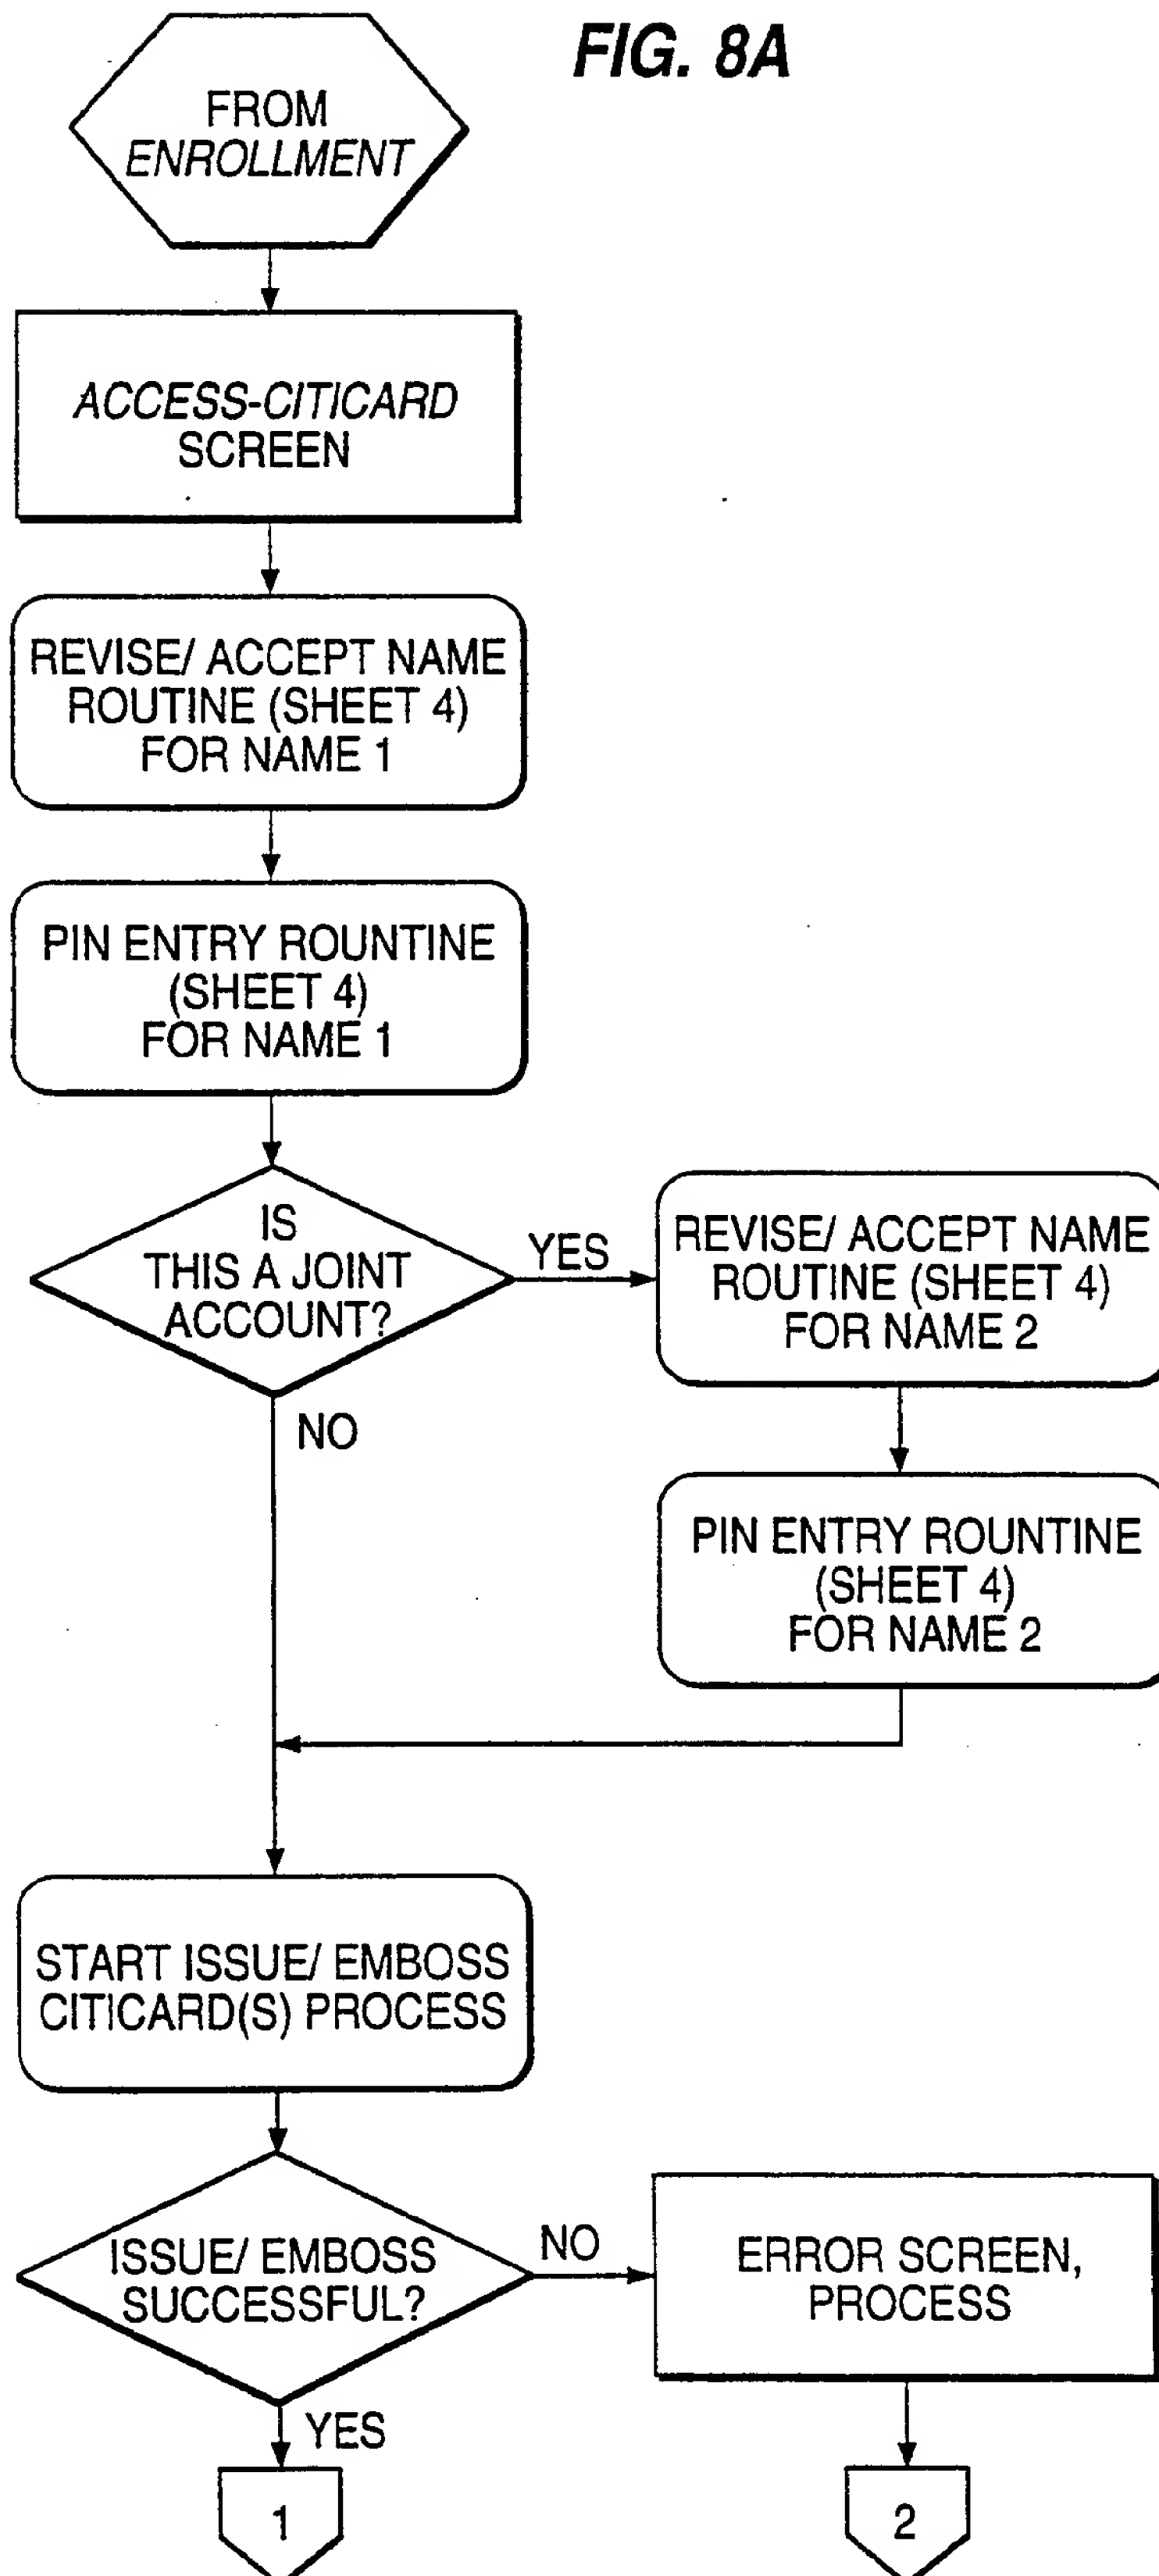 FIG. 8A
FROM
ENROLLMENT
ACCESS-CITICARD
SCREEN
REVISE/ ACCEPT NAME
ROUTINE (SHEET 4)
FOR NAME 1
PIN ENTRY ROUNTINE
(SHEET 4)
FOR NAME 1
IS
THIS A JOINT
ACCOUNT?
YES
REVISE/ ACCEPT NAME
ROUTINE (SHEET 4)
FOR NAME 2
NO
PIN ENTRY ROUNTINE
(SHEET 4)
FOR NAME 2
START ISSUE/ EMBOSS
CITICARD(S) PROCESS
ISSUE/ EMBOSS
SUCCESSFUL?
NO
ERROR SCREEN,
PROCESS
YES
1
2